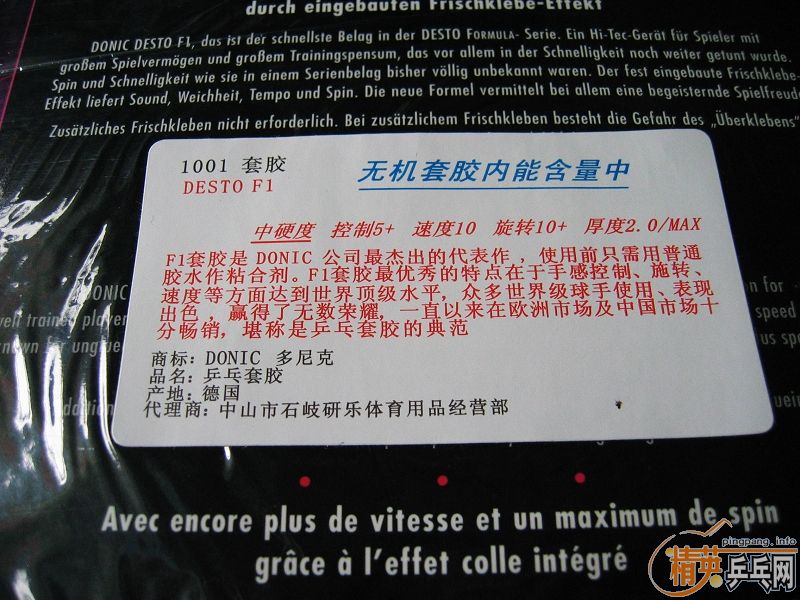 durch eingebauten Frischklebe-Effekt
DONIC DESTO F1, das ist der schnellste Belag in der DESTO FORMULA- Serie. Ein Hi-Tec-Gerät für Spieler mit
großem Spielvermögen und großem Trainingspensum, das vor allem in der Schnelligkeit noch weiter getunt wurde.
Spin und Schnelligkeit wie sie in einem Serienbelag bisher völlig unbekannt waren. Der fest eingebaute Frischklebe-
Effekt liefert Sound, Weichheit, Tempo und Spin. Die neue Formel vermittelt bei allem eine begeisternde Spielfreude
Zusätzliches Frischkleben nicht erforderlich. Bei zusätzlichem Frischkleben besteht die Gefahr des „Überklebens"
1001 套胶
DESTO F1
无机套胶内能含量中
中硬度 控制5+ 速度10 旋转10+ 厚度2.0/MAX
F1套胶是 DONIC 公司最杰出的代表作，使用前只需用普通
胶水作粘合剂。F1套胶最优秀的特点在于手感控制、施转、
速度等方面达到世界顶级水平，众多世界级球手使用、表现
出色，赢得了无数荣耀，一直以来在欧洲市场及中国市场十
分畅销，堪称是乒乓套胶的典范
商标：DONIC 多尼克
品名：乒乓套胶
产地：德国
代理商：中山市石岐研乐体育用品经营部
DONIC
well trained player
for
speed
us spe
Avec encore plus de vitesse et un maximum de spin
grâce à l'effet colle intégré
pingpang.info
精英乒乓网